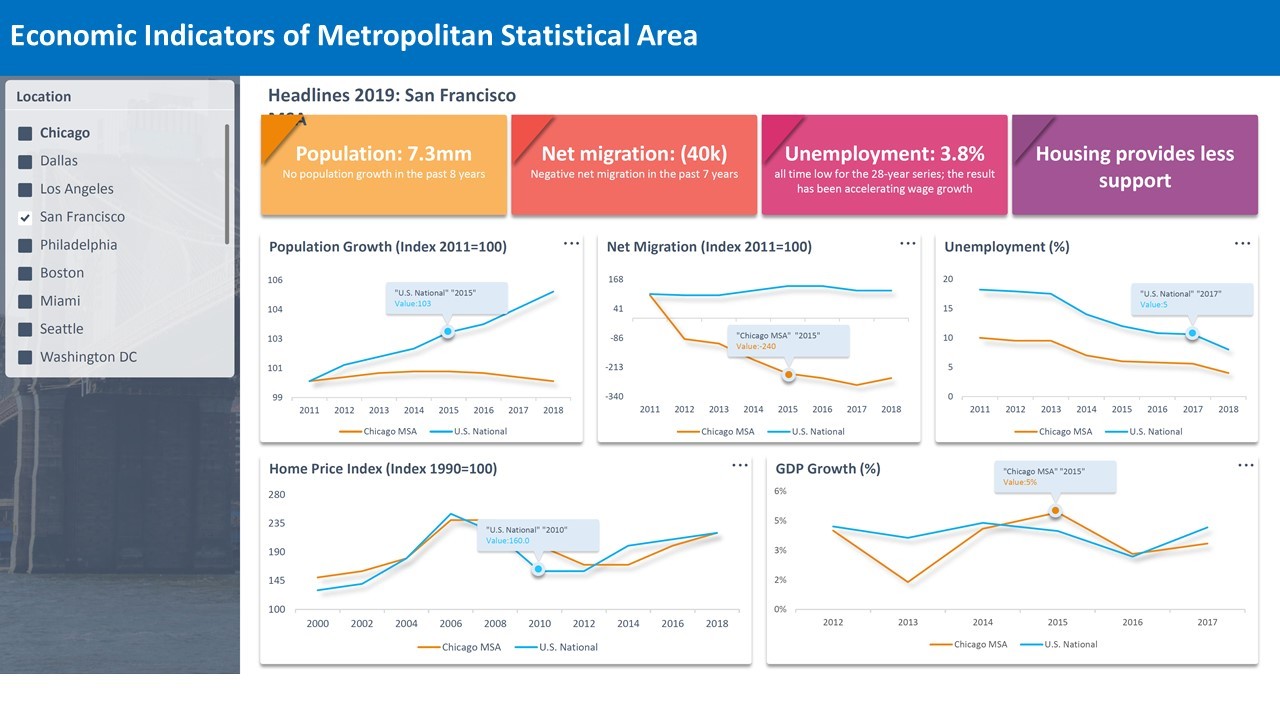 Economic Indicators of Metropolitan Statistical Area
Location
Chicago
Dallas
Los Angeles
San Francisco
Philadelphia
Boston
Miami
Seattle
Washington DC
Headlines 2019: San Francisco
MSA
Population: 7.3mm
No population growth in the past 8 years
Net migration: (40k)
Negative net migration in the past 7 years
Unemployment: 3.8%
all time low for the 28-year series; the result
has been accelerating wage growth
Housing provides less
support
Population Growth (Index 2011=100)
106
104
103
101
99
"U.S. National" "2015"
Value:103
2011 2012 2013 2014 2015 2016 2017 2018
Chicago MSA U.S. National
Net Migration (Index 2011=100)
168
41
-86
-213
-340
"Chicago MSA" "2015"
Value:-240
2011 2012 2013 2014 2015 2016 2017 2018
Chicago MSA U.S. National
Unemployment (%)
20
15
10
5
0
"U.S. National" "2017"
Value:5
2011 2012 2013 2014 2015 2016 2017 2018
Chicago MSA U.S. National
Home Price Index (Index 1990=100)
280
235
190
145
100
"U.S. National" "2010"
Value:160.0
2000 2002 2004 2006 2008 2010 2012 2014 2016 2018
Chicago MSA U.S. National
GDP Growth (%)
6%
5%
3%
2%
0%
"Chicago MSA" "2015"
Value:5%
2012 2013 2014 2015 2016 2017
Chicago MSA U.S. National